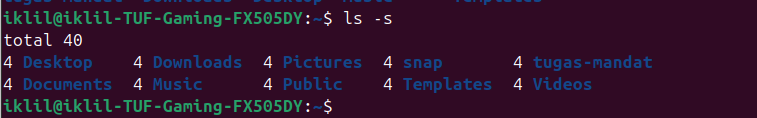 iklil@iklil-TUF-Gaming-FX505DY:~$ ls -s
total 40
4 Desktop 4 Downloads 4 Pictures 4 snap 4 tugas-mandat
4 Documents 4 Music 4 Public 4 Templates 4 Videos
iklil@iklil-TUF-Gaming-FX505DY:~$